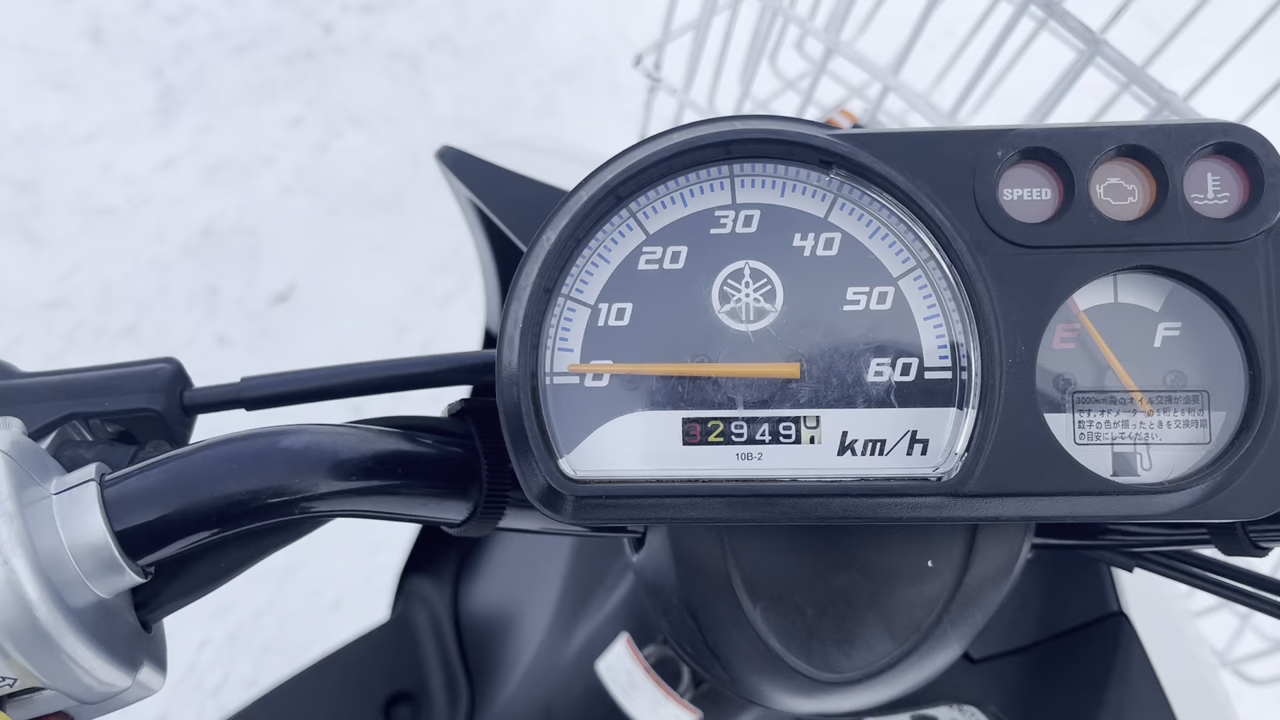 SPEED
30
20
40
10
50
0
60
E
F
3000km毎のオイル交換が必要
です。オドメーターの5桁と6桁の
数字の色が揃ったときを交換時期
の目安にしてください。
32949
km/h
10B-2